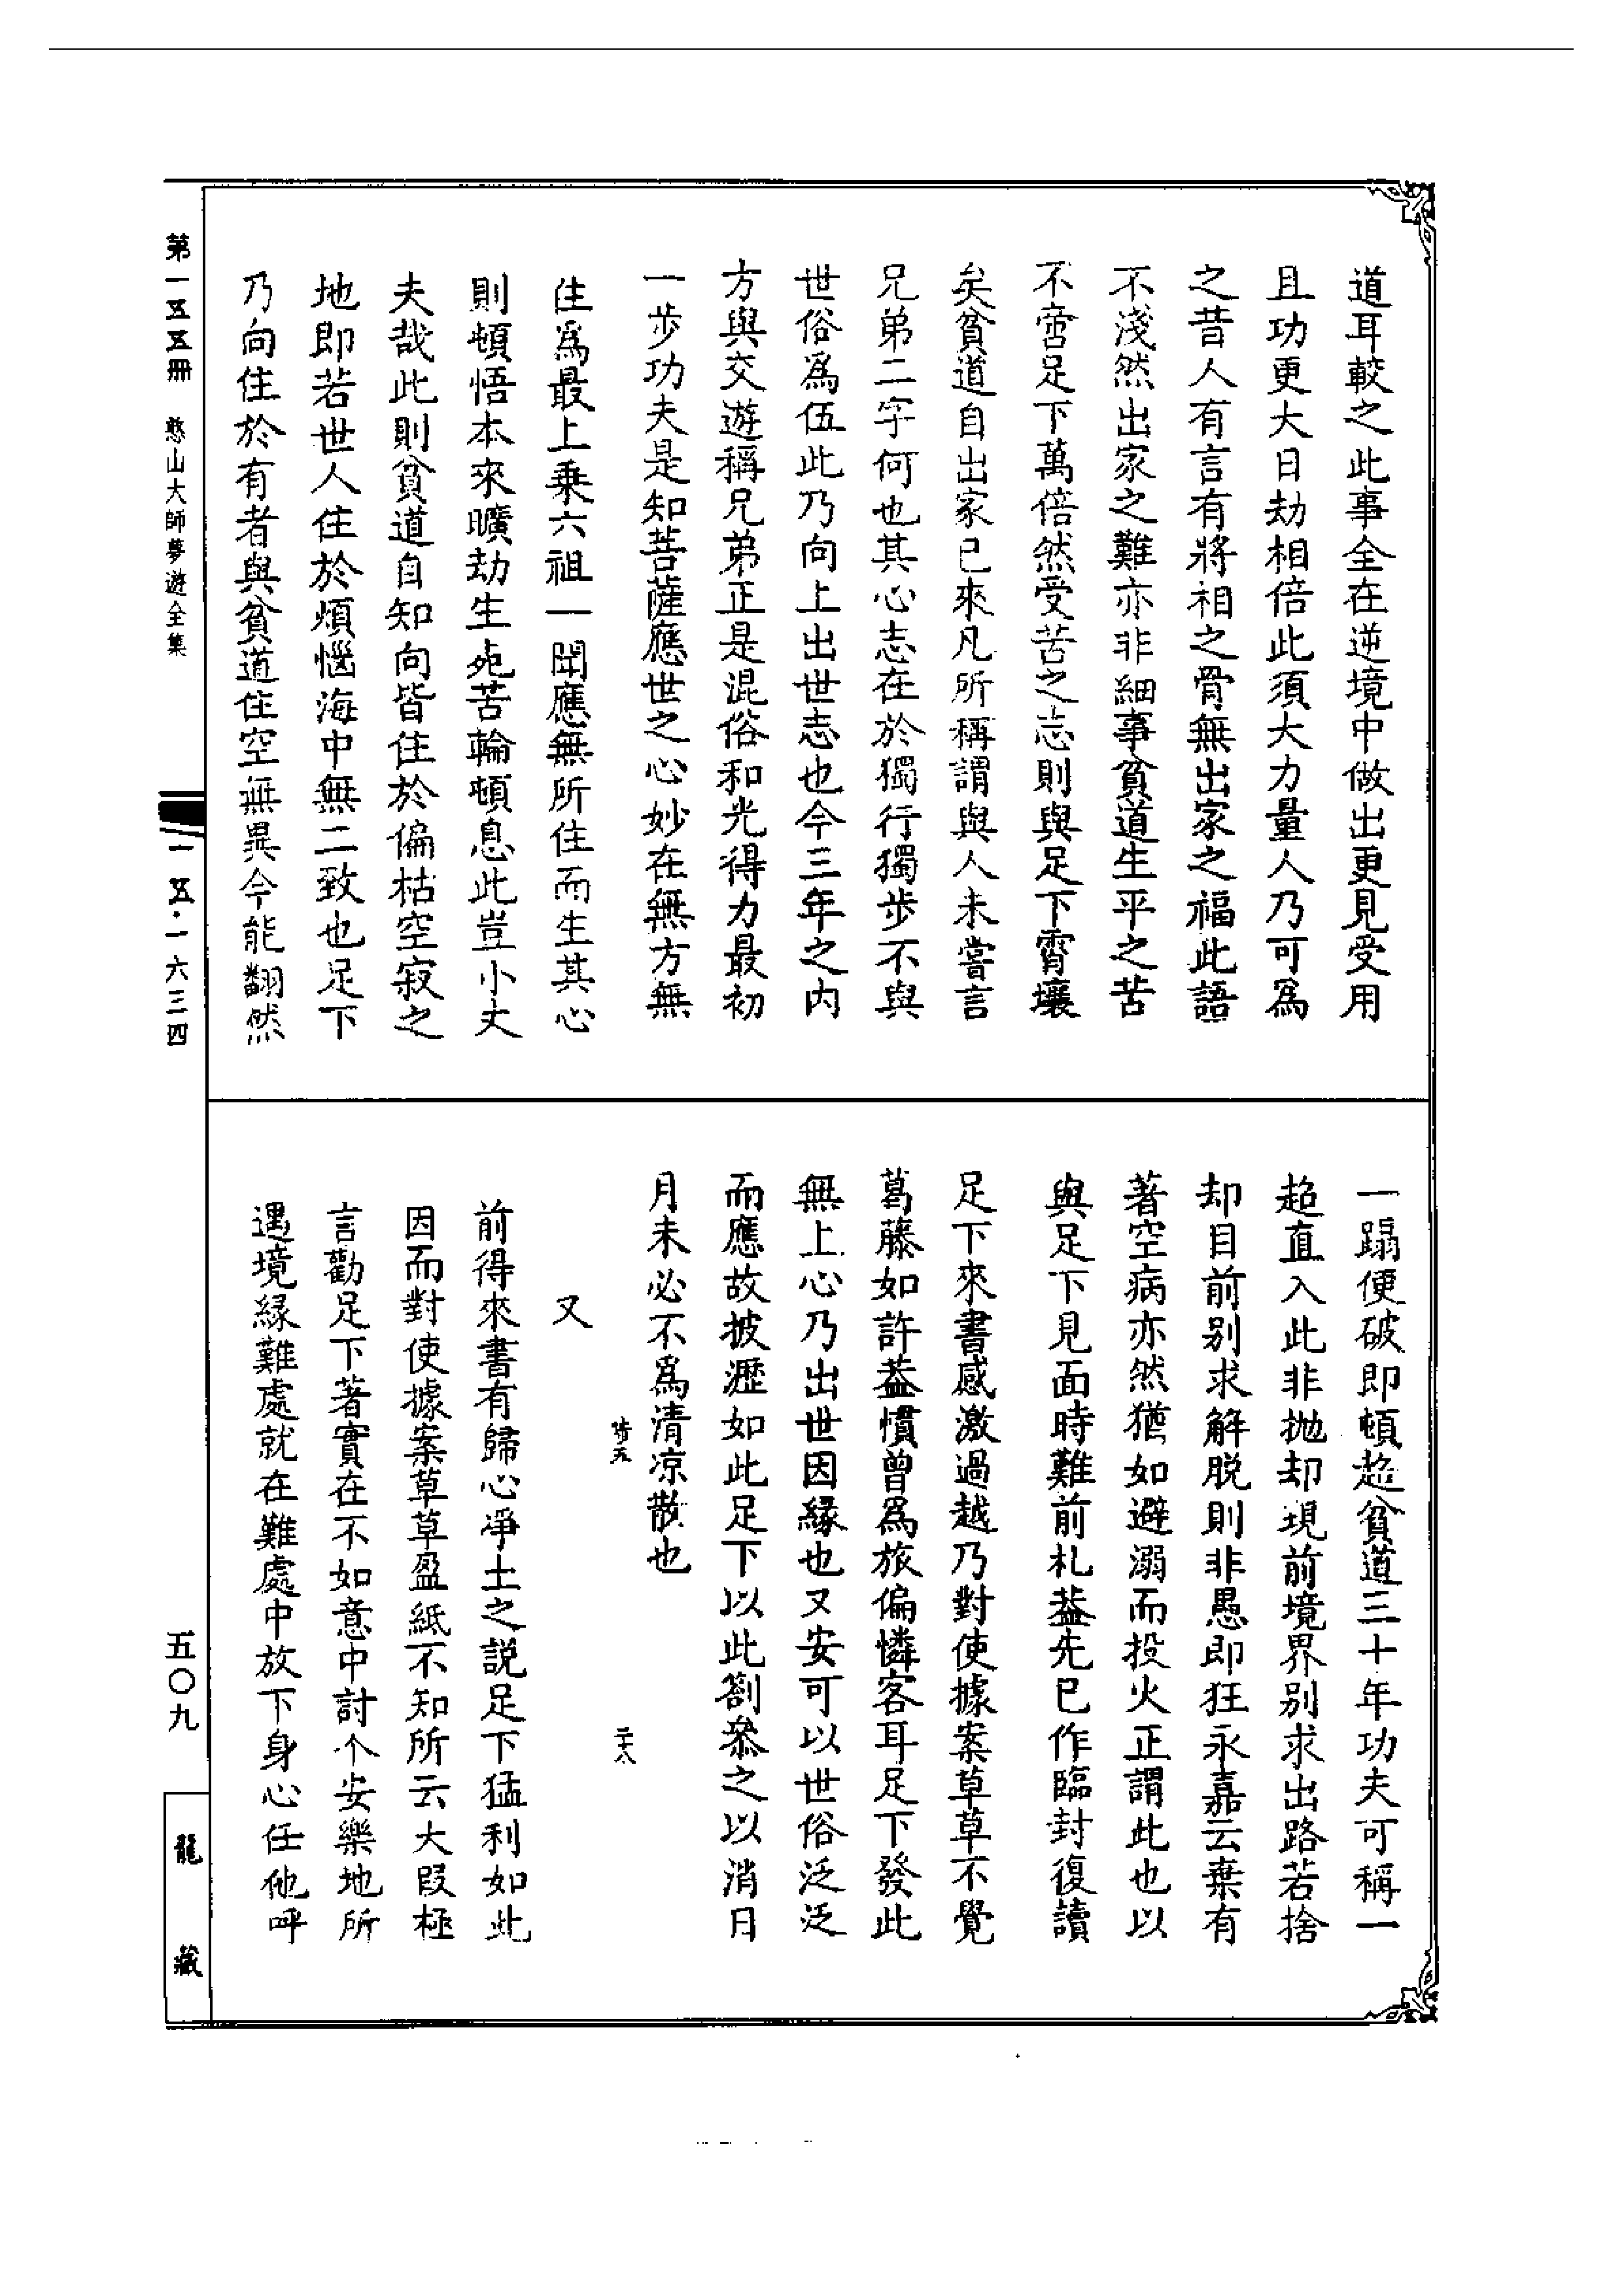 道耳較之此事全在逆境中做出更見受用
且功更大日劫相倍此須大力量人乃可為
之昔人有言有將相之骨無出家之福此語
不淺然出家之難亦非細事貧道生平之苦
不啻足下萬倍然受苦之志則與足下霄壤
矣貧道自出家已來凡所稱謂與人未嘗言
兄弟二字何也其心志在於獨行獨步不與
世俗為伍此乃向上出世志也今三年之內
方與交遊稱兄弟正是混俗和光得力最初
一步功夫是知菩薩應世之心妙在無方無
住為最上乗六祖一聞應無所住而生其心
則頓悟本來曠劫生死苦輪頓息此豈小丈
夫哉此則貧道自知向皆住於偏枯空寂之
地即若世人住於煩惱海中無二致也足下
乃向住於有者與貧道住空無異今能翻然
一蹋便破即頓超貧道三十年功夫可稱一
超直入此非拋却現前境界別求出路若捨
却目前別求解脫則非愚即狂永嘉云棄有
著空病亦然猶如避溺而投火正謂此也以
與足下見面時難前札葢先已作臨封復讀
足下來書感激過越乃對使據案草草不覺
葛藤如許葢慣曾為旅偏憐客耳足下發此
無上心乃出世因緣也又安可以世俗泛泛
而應故披瀝如此足下以此劄叅之以消日
月未必不為清凉散也
又
前得來書有歸心淨土之說足下猛利如此
因而對使據案草草盈紙不知所云大叚極
言勸足下著實在不如意中討个安樂地所
遇境緣難處就在難處中放下身心任他呼
第一五五冊　憨山大師夢遊全集
一五五·一六三四
五〇九
龍藏